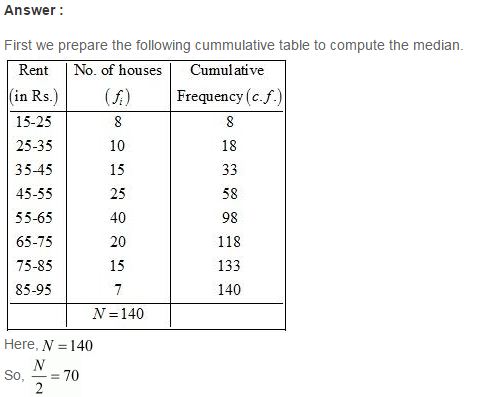 Answer :
First we prepare the following cummulative table to compute the median.
Rent No. of houses Cumulative
(in Rs.) (fᵢ) Frequency (c.f.)
15-25 8 8
25-35 10 18
35-45 15 33
45-55 25 58
55-65 40 98
65-75 20 118
75-85 15 133
85-95 7 140
N = 140
Here, N = 140
So, N/2 = 70